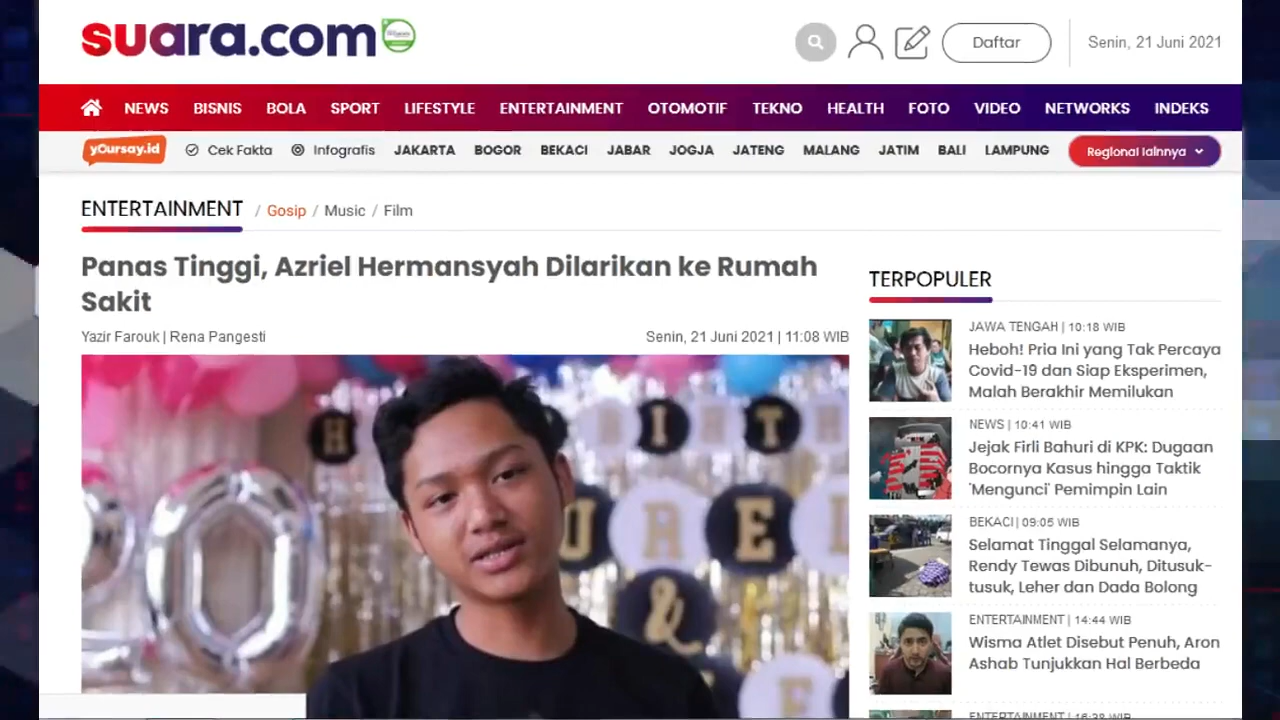 suara.com
Daftar
Senin, 21 Juni 2021
NEWS BISNIS BOLA SPORT LIFESTYLE ENTERTAINMENT OTOMOTIF TEKNO HEALTH FOTO VIDEO NETWORKS INDEKS
yOursay.id Cek Fakta Infografis JAKARTA BOGOR BEKACI JABAR JOGJA JATENG MALANG JATIM BALI LAMPUNG Regional lainnya
ENTERTAINMENT / Gosip / Music / Film
Panas Tinggi, Azriel Hermansyah Dilarikan ke Rumah
Sakit
Yazir Farouk | Rena Pangesti
Senin, 21 Juni 2021 | 11:08 WIB
H
I
T
H
U
R
E
L
&
E
20
TERPOPULER
JAWA TENGAH | 10:18 WIB
Heboh! Pria Ini yang Tak Percaya
Covid-19 dan Siap Eksperimen,
Malah Berakhir Memilukan
NEWS | 10:41 WIB
Jejak Firli Bahuri di KPK: Dugaan
Bocornya Kasus hingga Taktik
'Mengunci' Pemimpin Lain
BEKACI | 09:05 WIB
Selamat Tinggal Selamanya,
Rendy Tewas Dibunuh, Ditusuk-
tusuk, Leher dan Dada Bolong
ENTERTAINMENT | 14:44 WIB
Wisma Atlet Disebut Penuh, Aron
Ashab Tunjukkan Hal Berbeda
ENTERTAINMENT | 16:38 WIB